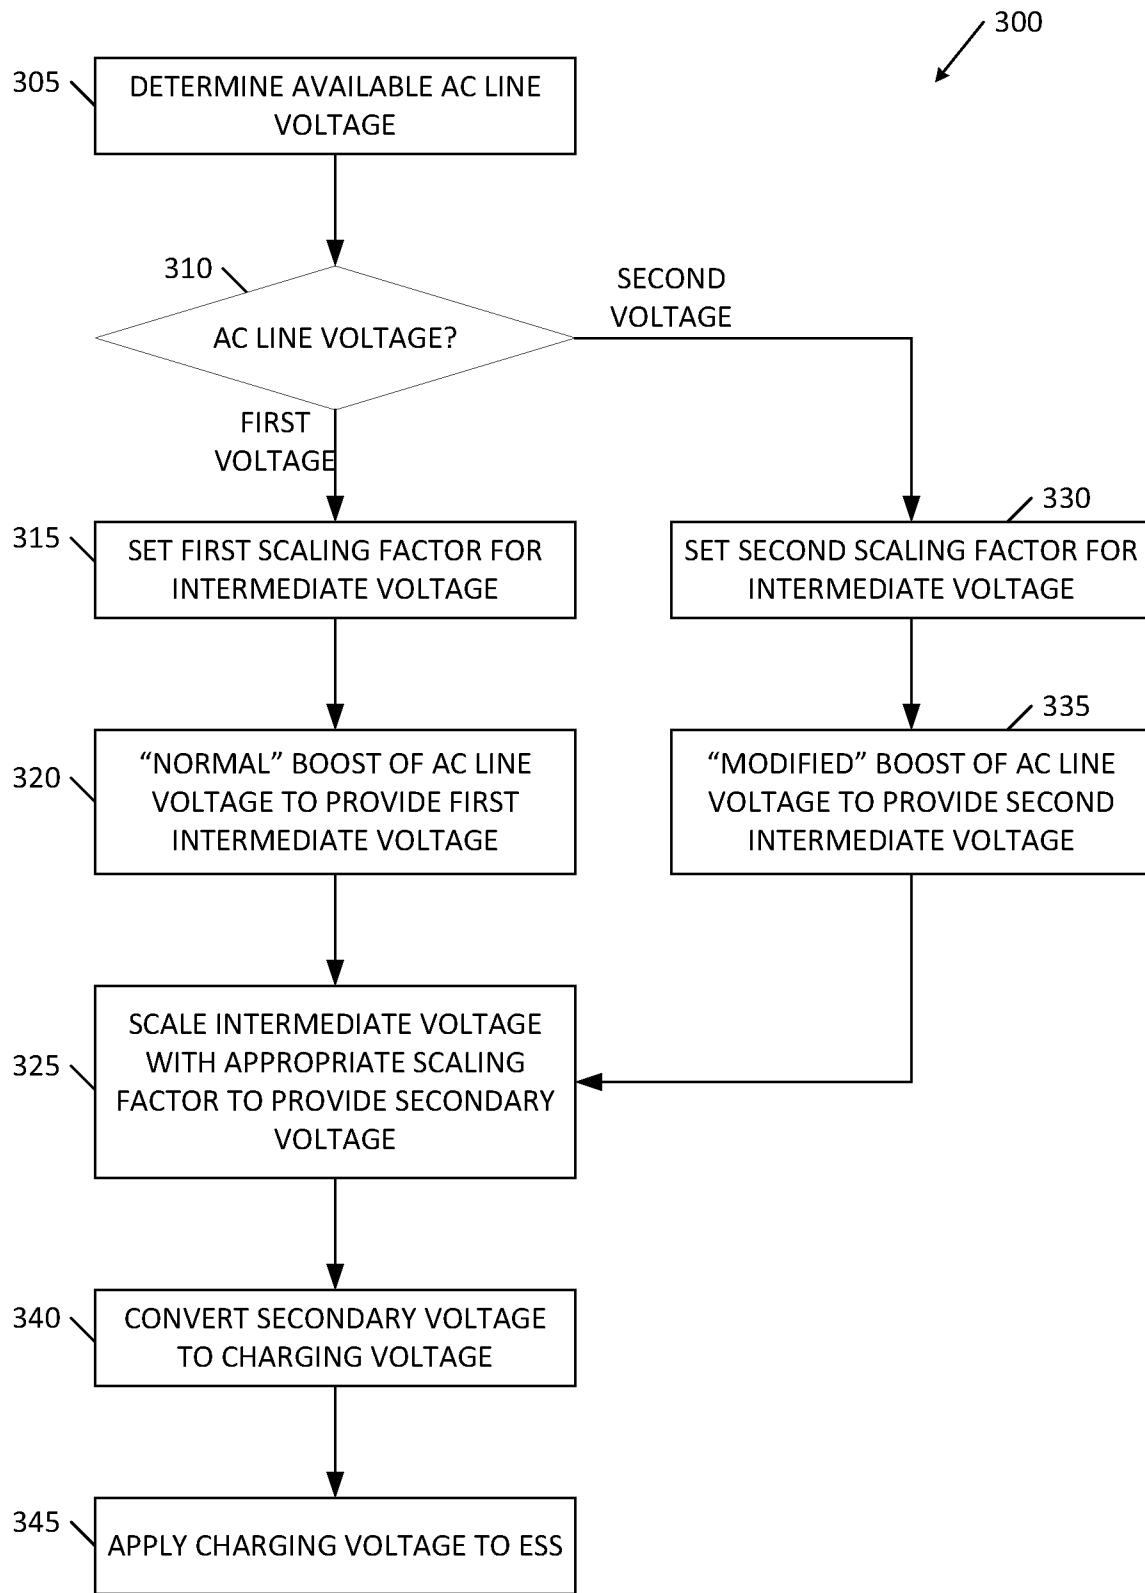 300
305
DETERMINE AVAILABLE AC LINE
VOLTAGE
310
AC LINE VOLTAGE?
SECOND
VOLTAGE
FIRST
VOLTAGE
315
SET FIRST SCALING FACTOR FOR
INTERMEDIATE VOLTAGE
330
SET SECOND SCALING FACTOR FOR
INTERMEDIATE VOLTAGE
320
“NORMAL” BOOST OF AC LINE
VOLTAGE TO PROVIDE FIRST
INTERMEDIATE VOLTAGE
335
“MODIFIED” BOOST OF AC LINE
VOLTAGE TO PROVIDE SECOND
INTERMEDIATE VOLTAGE
325
SCALE INTERMEDIATE VOLTAGE
WITH APPROPRIATE SCALING
FACTOR TO PROVIDE SECONDARY
VOLTAGE
340
CONVERT SECONDARY VOLTAGE
TO CHARGING VOLTAGE
345
APPLY CHARGING VOLTAGE TO ESS